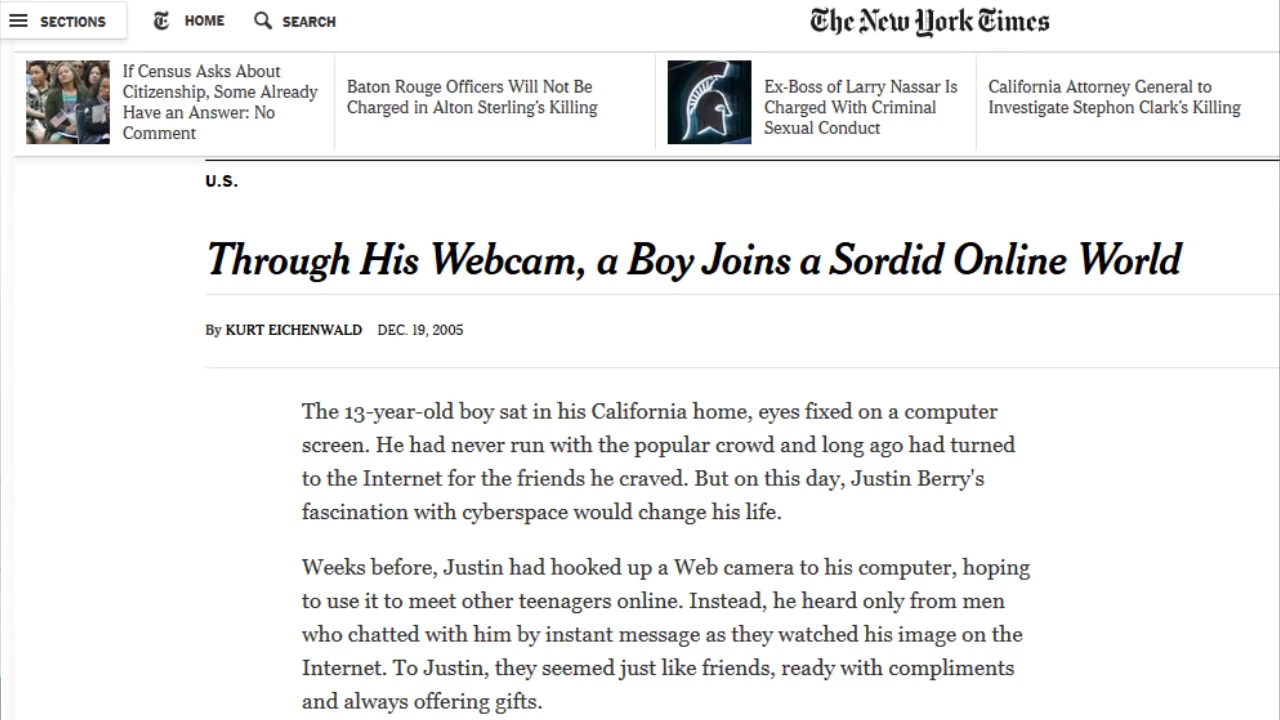 SECTIONS HOME SEARCH The New York Times
If Census Asks About
Citizenship, Some Already
Have an Answer: No
Comment
Baton Rouge Officers Will Not Be
Charged in Alton Sterling's Killing
Ex-Boss of Larry Nassar Is
Charged With Criminal
Sexual Conduct
California Attorney General to
Investigate Stephon Clark's Killing
U.S.
Through His Webcam, a Boy Joins a Sordid Online World
By KURT EICHENWALD DEC. 19, 2005
The 13-year-old boy sat in his California home, eyes fixed on a computer
screen. He had never run with the popular crowd and long ago had turned
to the Internet for the friends he craved. But on this day, Justin Berry's
fascination with cyberspace would change his life.
Weeks before, Justin had hooked up a Web camera to his computer, hoping
to use it to meet other teenagers online. Instead, he heard only from men
who chatted with him by instant message as they watched his image on the
Internet. To Justin, they seemed just like friends, ready with compliments
and always offering gifts.